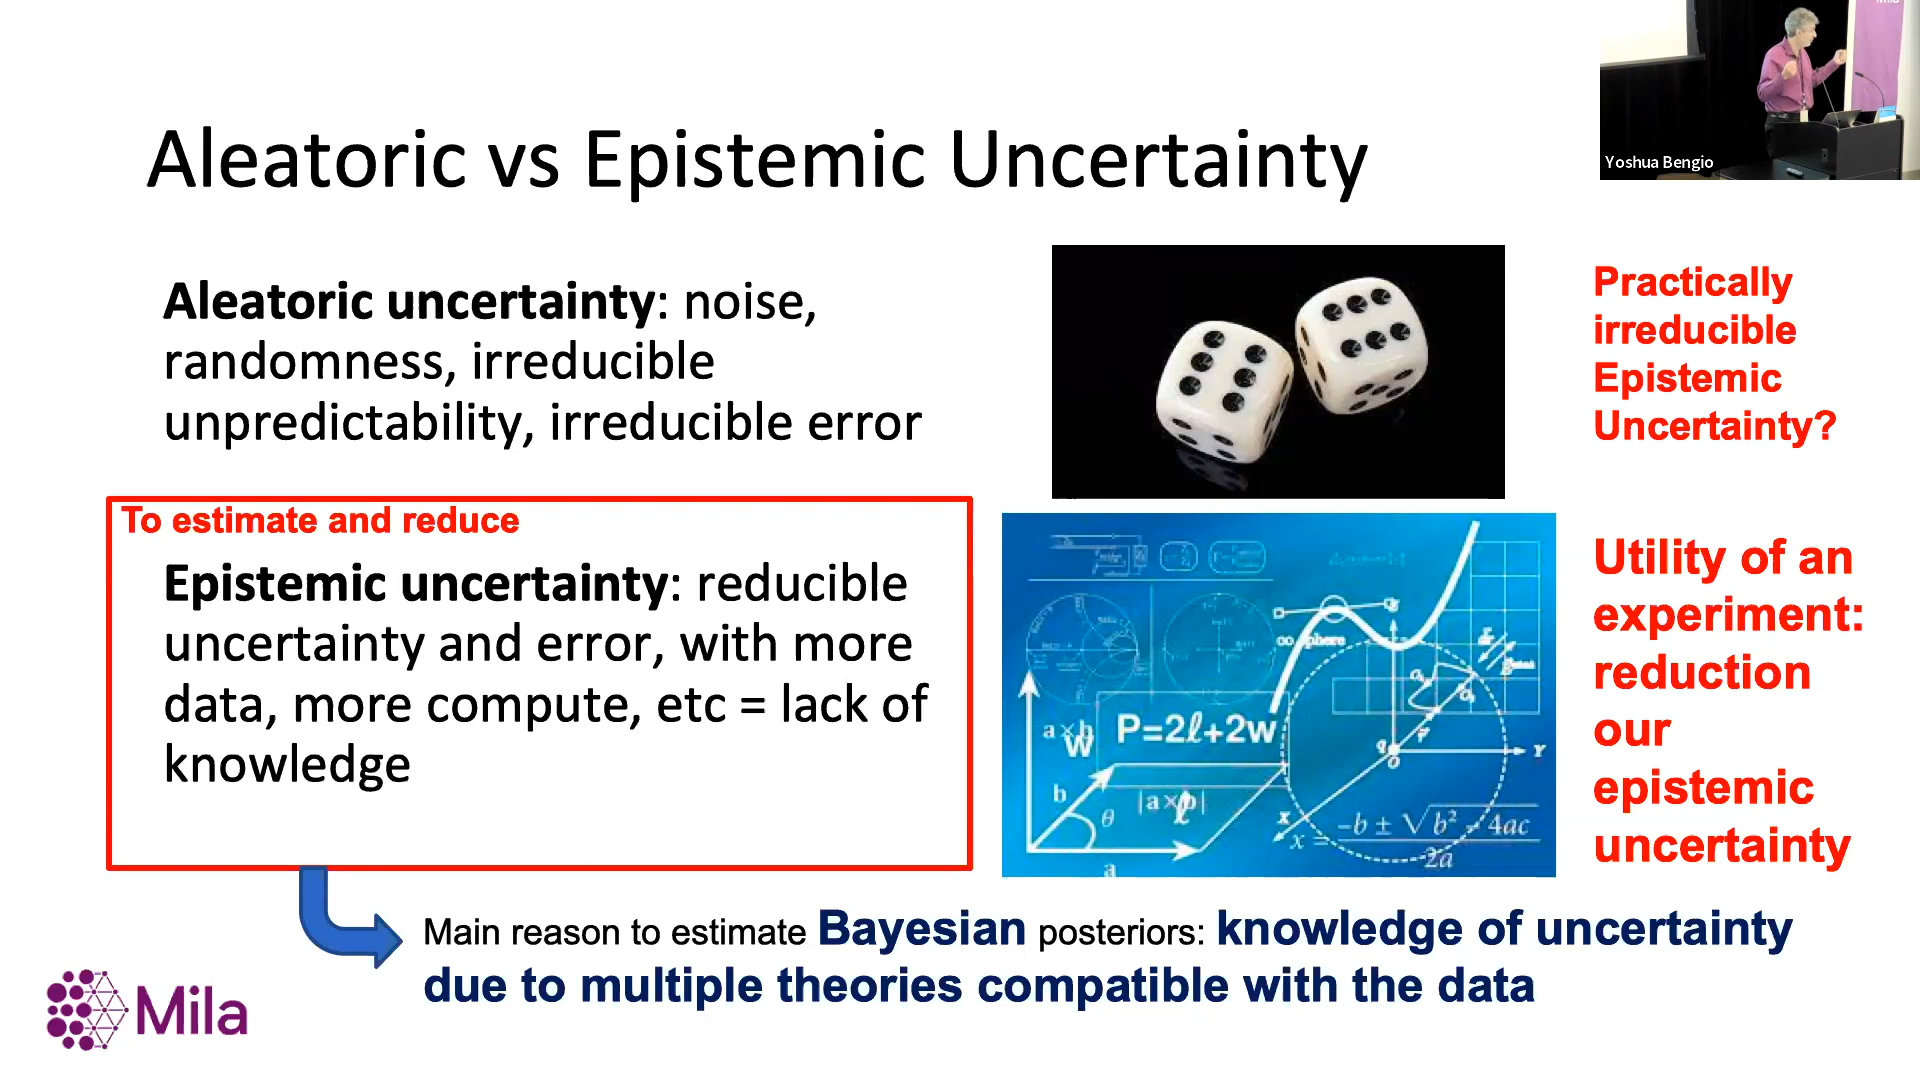 Yoshua Bengio
Aleatoric vs Epistemic Uncertainty
Aleatoric uncertainty: noise,
randomness, irreducible
unpredictability, irreducible error
Practically
irreducible
Epistemic
Uncertainty?
To estimate and reduce
Epistemic uncertainty: reducible
uncertainty and error, with more
data, more compute, etc = lack of
knowledge
a x b
W
P=2ℓ+2w
b
|a x b|
ℓ
θ
a
Y
O
x
x = -b ± √b² - 4ac
2a
Utility of an
experiment:
reduction
our
epistemic
uncertainty
Main reason to estimate Bayesian posteriors: knowledge of uncertainty
due to multiple theories compatible with the data
Mila